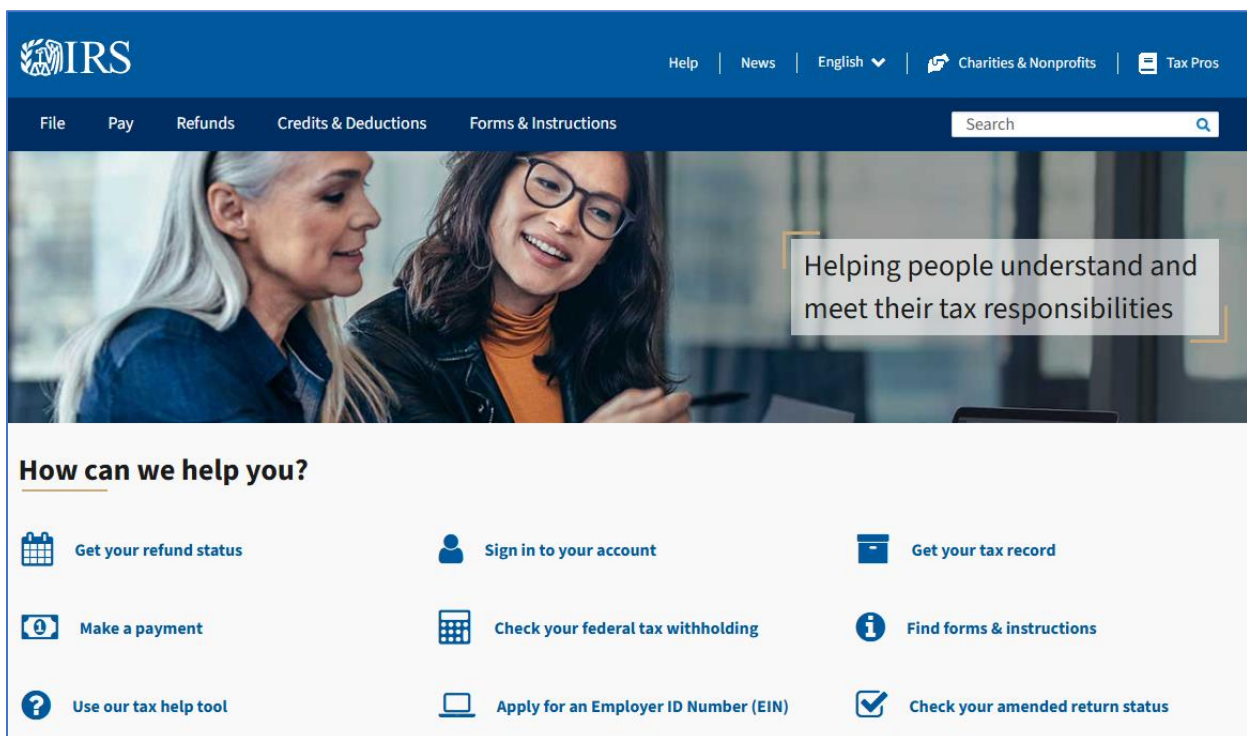 IRS
Help | News | English | Charities & Nonprofits | Tax Pros
File Pay Refunds Credits & Deductions Forms & Instructions Search
Helping people understand and
meet their tax responsibilities
How can we help you?
Get your refund status Sign in to your account Get your tax record
Make a payment Check your federal tax withholding Find forms & instructions
Use our tax help tool Apply for an Employer ID Number (EIN) Check your amended return status